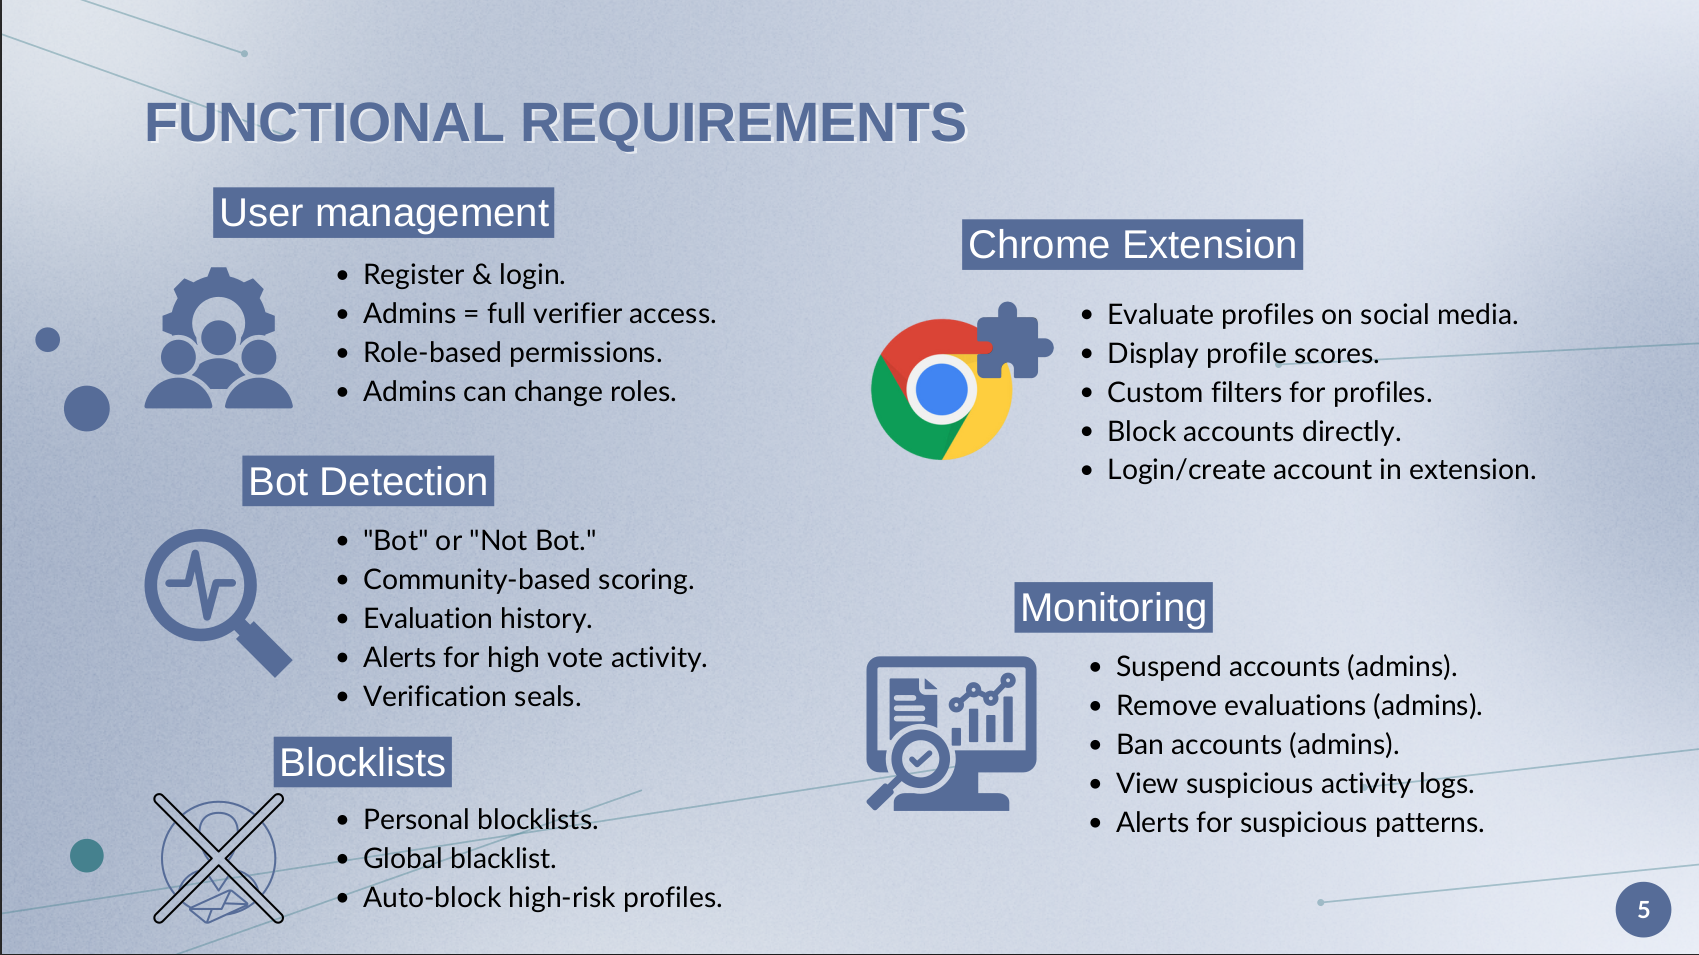 FUNCTIONAL REQUIREMENTS
User management
• Register & login.
• Admins = full verifier access.
• Role-based permissions.
• Admins can change roles.
Bot Detection
• "Bot" or "Not Bot."
• Community-based scoring.
• Evaluation history.
• Alerts for high vote activity.
• Verification seals.
Blocklists
• Personal blocklists.
• Global blacklist.
• Auto-block high-risk profiles.
Chrome Extension
• Evaluate profiles on social media.
• Display profile scores.
• Custom filters for profiles.
• Block accounts directly.
• Login/create account in extension.
Monitoring
• Suspend accounts (admins).
• Remove evaluations (admins).
• Ban accounts (admins).
• View suspicious activity logs.
• Alerts for suspicious patterns.
5